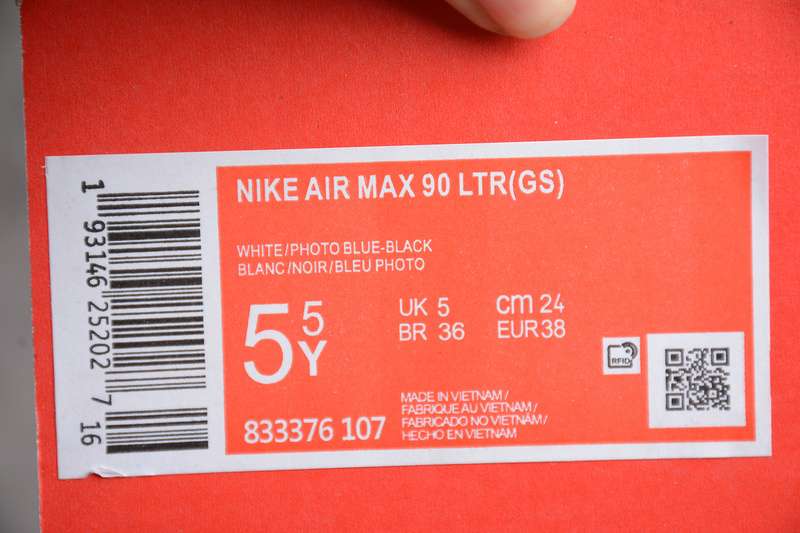 NIKE AIR MAX 90 LTR(GS)
WHITE/PHOTO BLUE-BLACK
BLANC/NOIR/BLEU PHOTO
5 5Y
UK 5 cm 24
BR 36 EUR 38
833376 107
MADE IN VIETNAM/
FABRIQUE AU VIETNAM/
FABRICADO NO VIETNAM/
HECHO EN VIETNAM
RFID
1 93146 25202 7 16